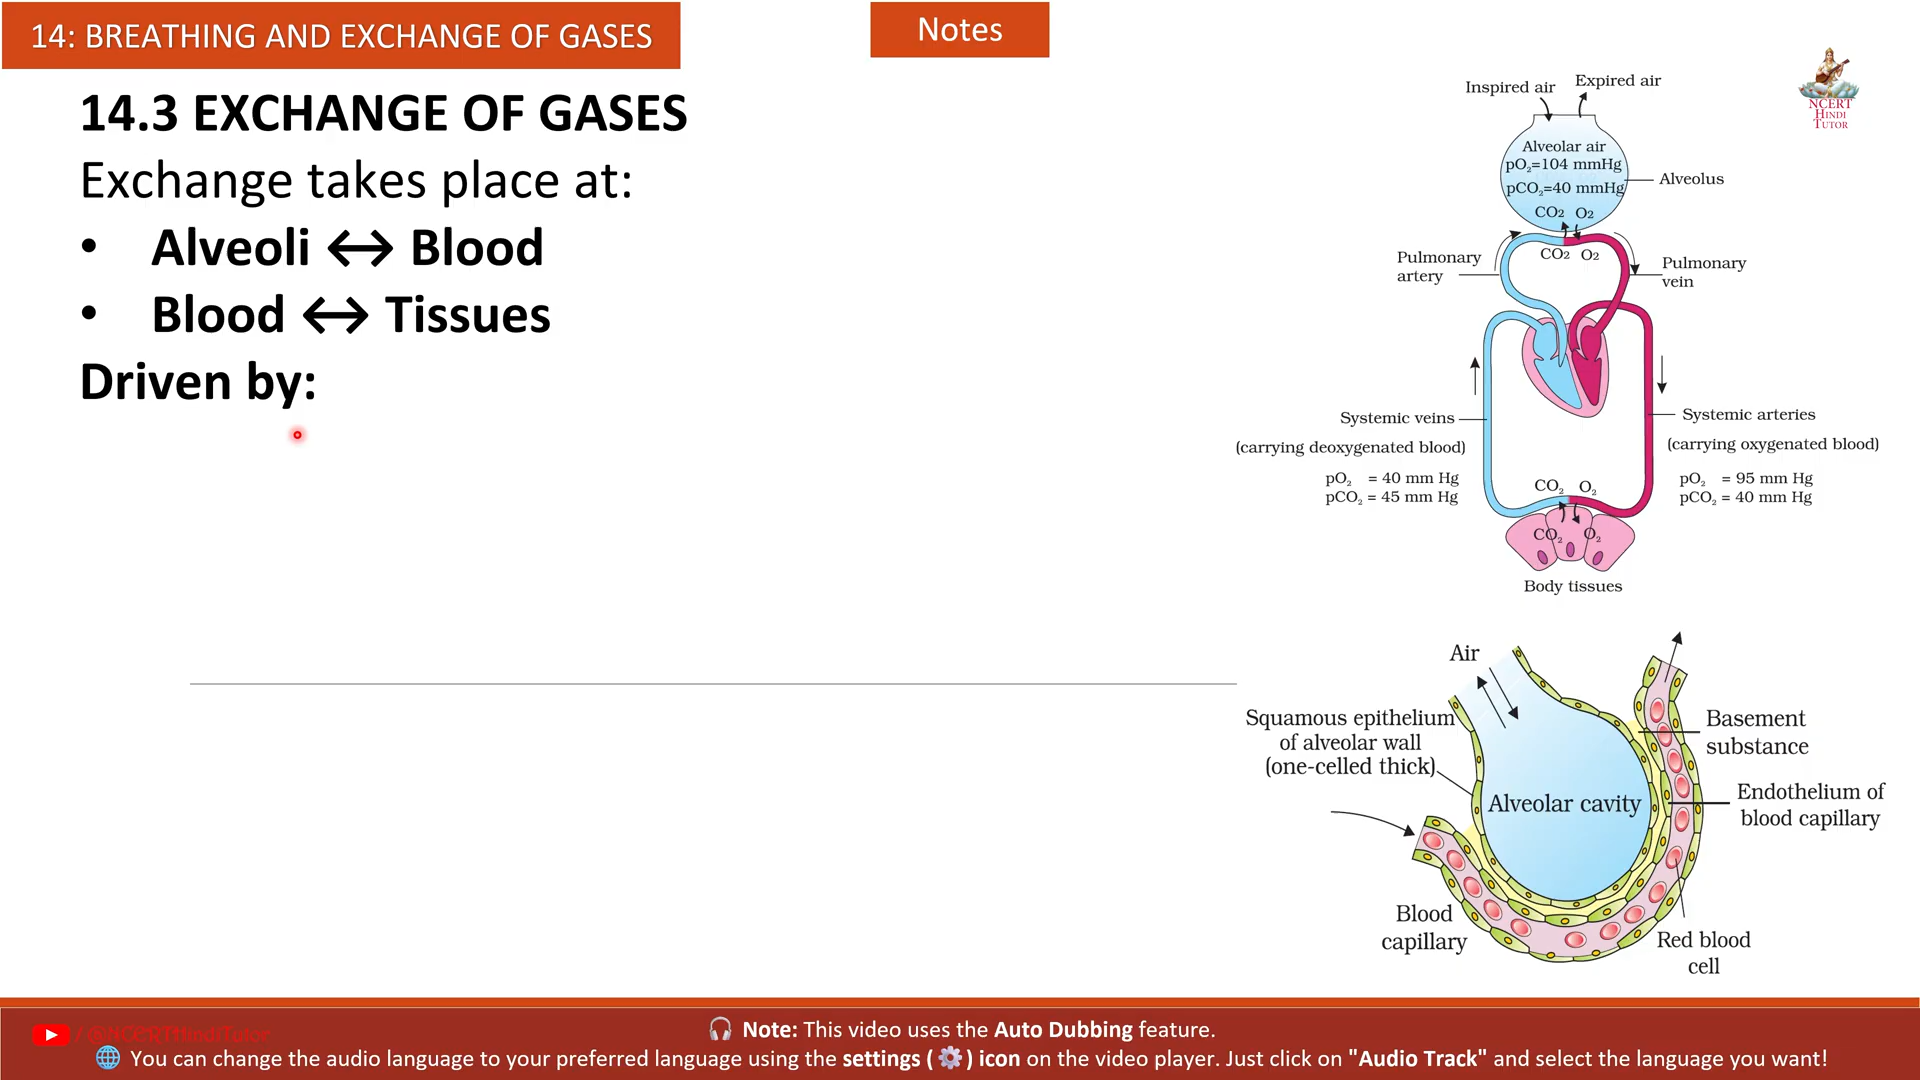 14: BREATHING AND EXCHANGE OF GASES
Notes
14.3 EXCHANGE OF GASES
Exchange takes place at:
• Alveoli ↔ Blood
• Blood ↔ Tissues
Driven by:
NCERT
HINDI
TUTOR
Inspired air
Expired air
Alveolar air
pO₂=104 mmHg
pCO₂=40 mmHg
CO2 O2
Alveolus
CO2 O2
Pulmonary
artery
Pulmonary
vein
Systemic veins
(carrying deoxygenated blood)
pO₂ = 40 mm Hg
pCO₂ = 45 mm Hg
Systemic arteries
(carrying oxygenated blood)
pO₂ = 95 mm Hg
pCO₂ = 40 mm Hg
CO₂ O₂
CO₂ O₂
Body tissues
Air
Squamous epithelium
of alveolar wall
(one-celled thick)
Alveolar cavity
Basement
substance
Endothelium of
blood capillary
Blood
capillary
Red blood
cell
/@NCERTHindiTutor
🎧 Note: This video uses the Auto Dubbing feature.
🌐 You can change the audio language to your preferred language using the settings ( ⚙️ ) icon on the video player. Just click on "Audio Track" and select the language you want!